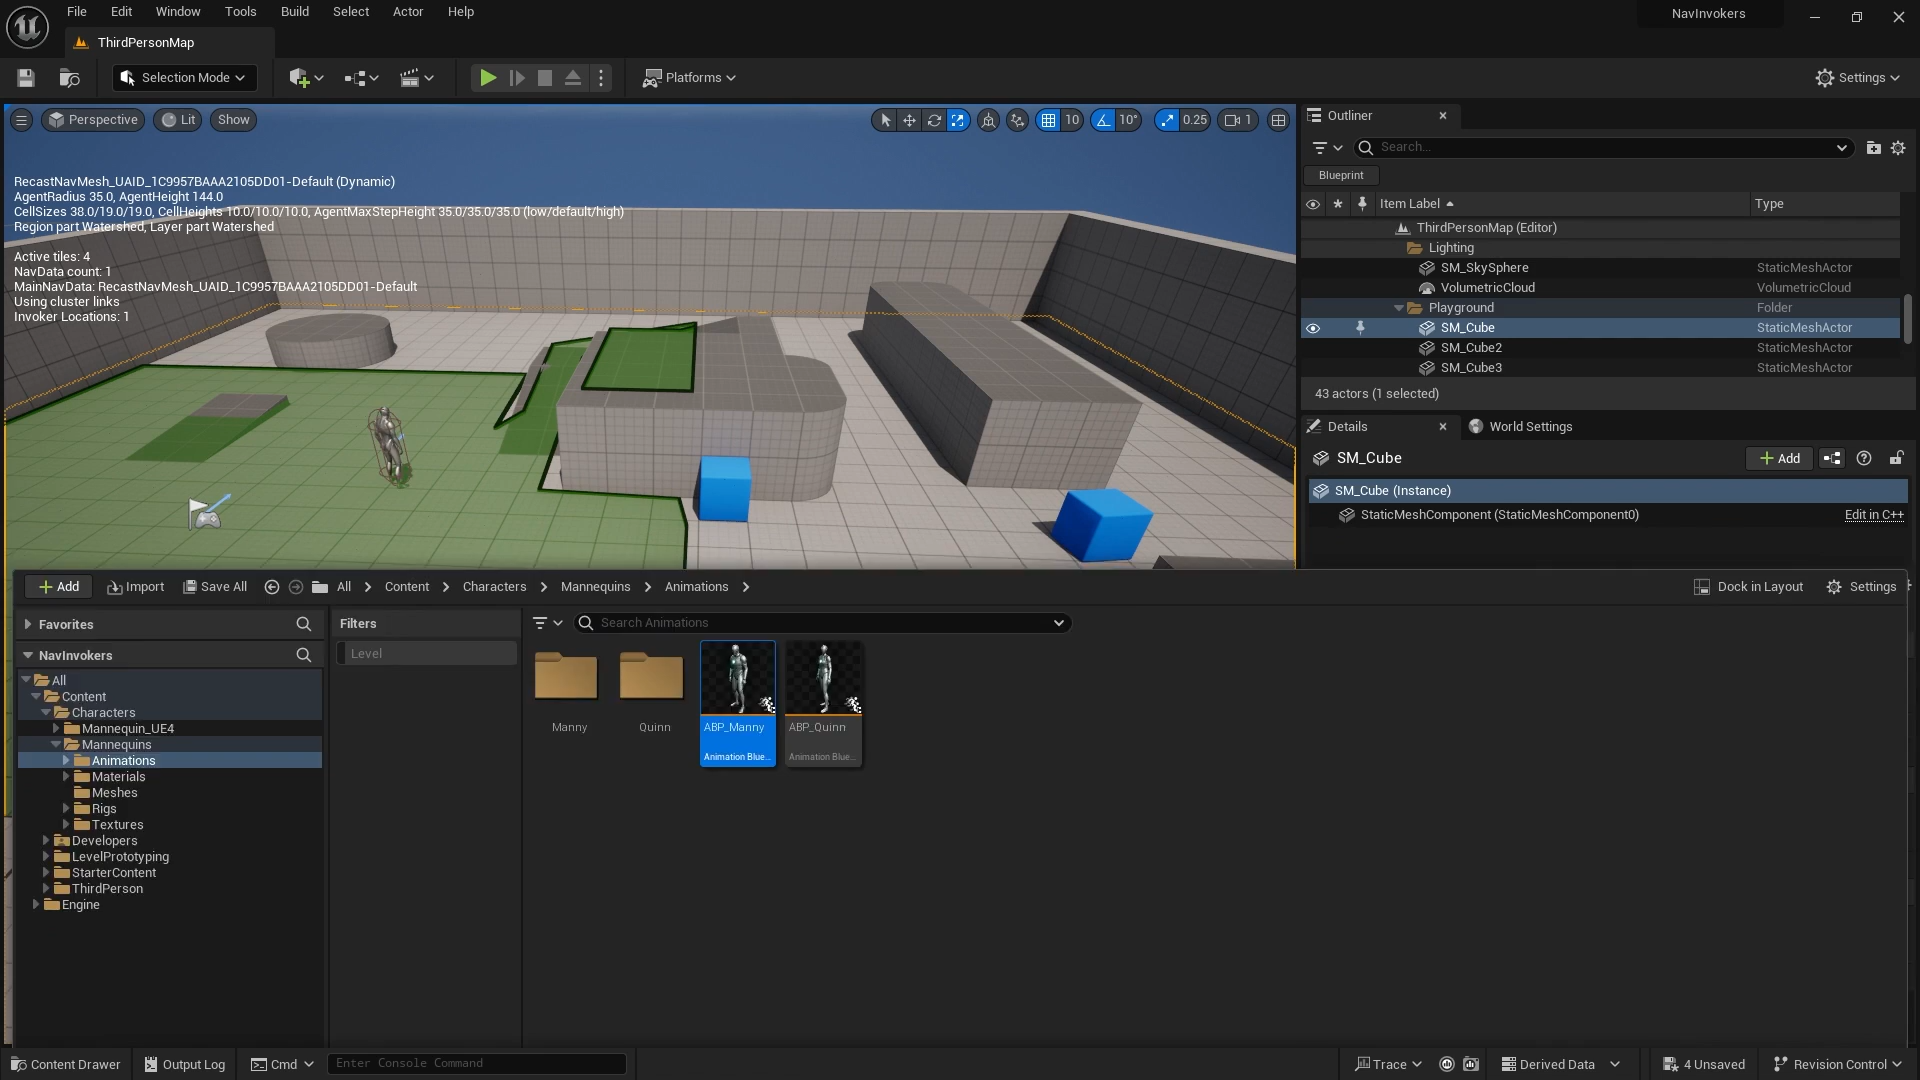 File Edit Window Tools Build Select Actor Help
NavInvokers
ThirdPersonMap
Selection Mode
Platforms
Settings
Perspective Lit Show
10 10° 0.25 1
RecastNavMesh_UAID_1C9957BAAA2105DD01-Default (Dynamic)
AgentRadius 35.0, AgentHeight 144.0
CellSizes 38.0/19.0/19.0, CellHeights 10.0/10.0/10.0, AgentMaxStepHeight 35.0/35.0/35.0 (low/default/high)
Region part Watershed, Layer part Watershed
Active tiles: 4
NavData count: 1
MainNavData: RecastNavMesh_UAID_1C9957BAAA2105DD01-Default
Using cluster links
Invoker Locations: 1
Outliner
Search...
Blueprint
Item Label Type
ThirdPersonMap (Editor)
Lighting
SM_SkySphere StaticMeshActor
VolumetricCloud VolumetricCloud
Playground Folder
SM_Cube StaticMeshActor
SM_Cube2 StaticMeshActor
SM_Cube3 StaticMeshActor
43 actors (1 selected)
Details World Settings
SM_Cube
Add
SM_Cube (Instance)
StaticMeshComponent (StaticMeshComponent0) Edit in C++
Add Import Save All All Content Characters Mannequins Animations
Dock in Layout Settings
Favorites
NavInvokers
All
Content
Characters
Mannequin_UE4
Mannequins
Animations
Materials
Meshes
Rigs
Textures
Developers
LevelPrototyping
StarterContent
ThirdPerson
Engine
Filters
Level
Search Animations
Manny
Quinn
ABP_Manny
Animation Blue...
ABP_Quinn
Animation Blue...
Content Drawer Output Log Cmd Enter Console Command
Trace Derived Data 4 Unsaved Revision Control